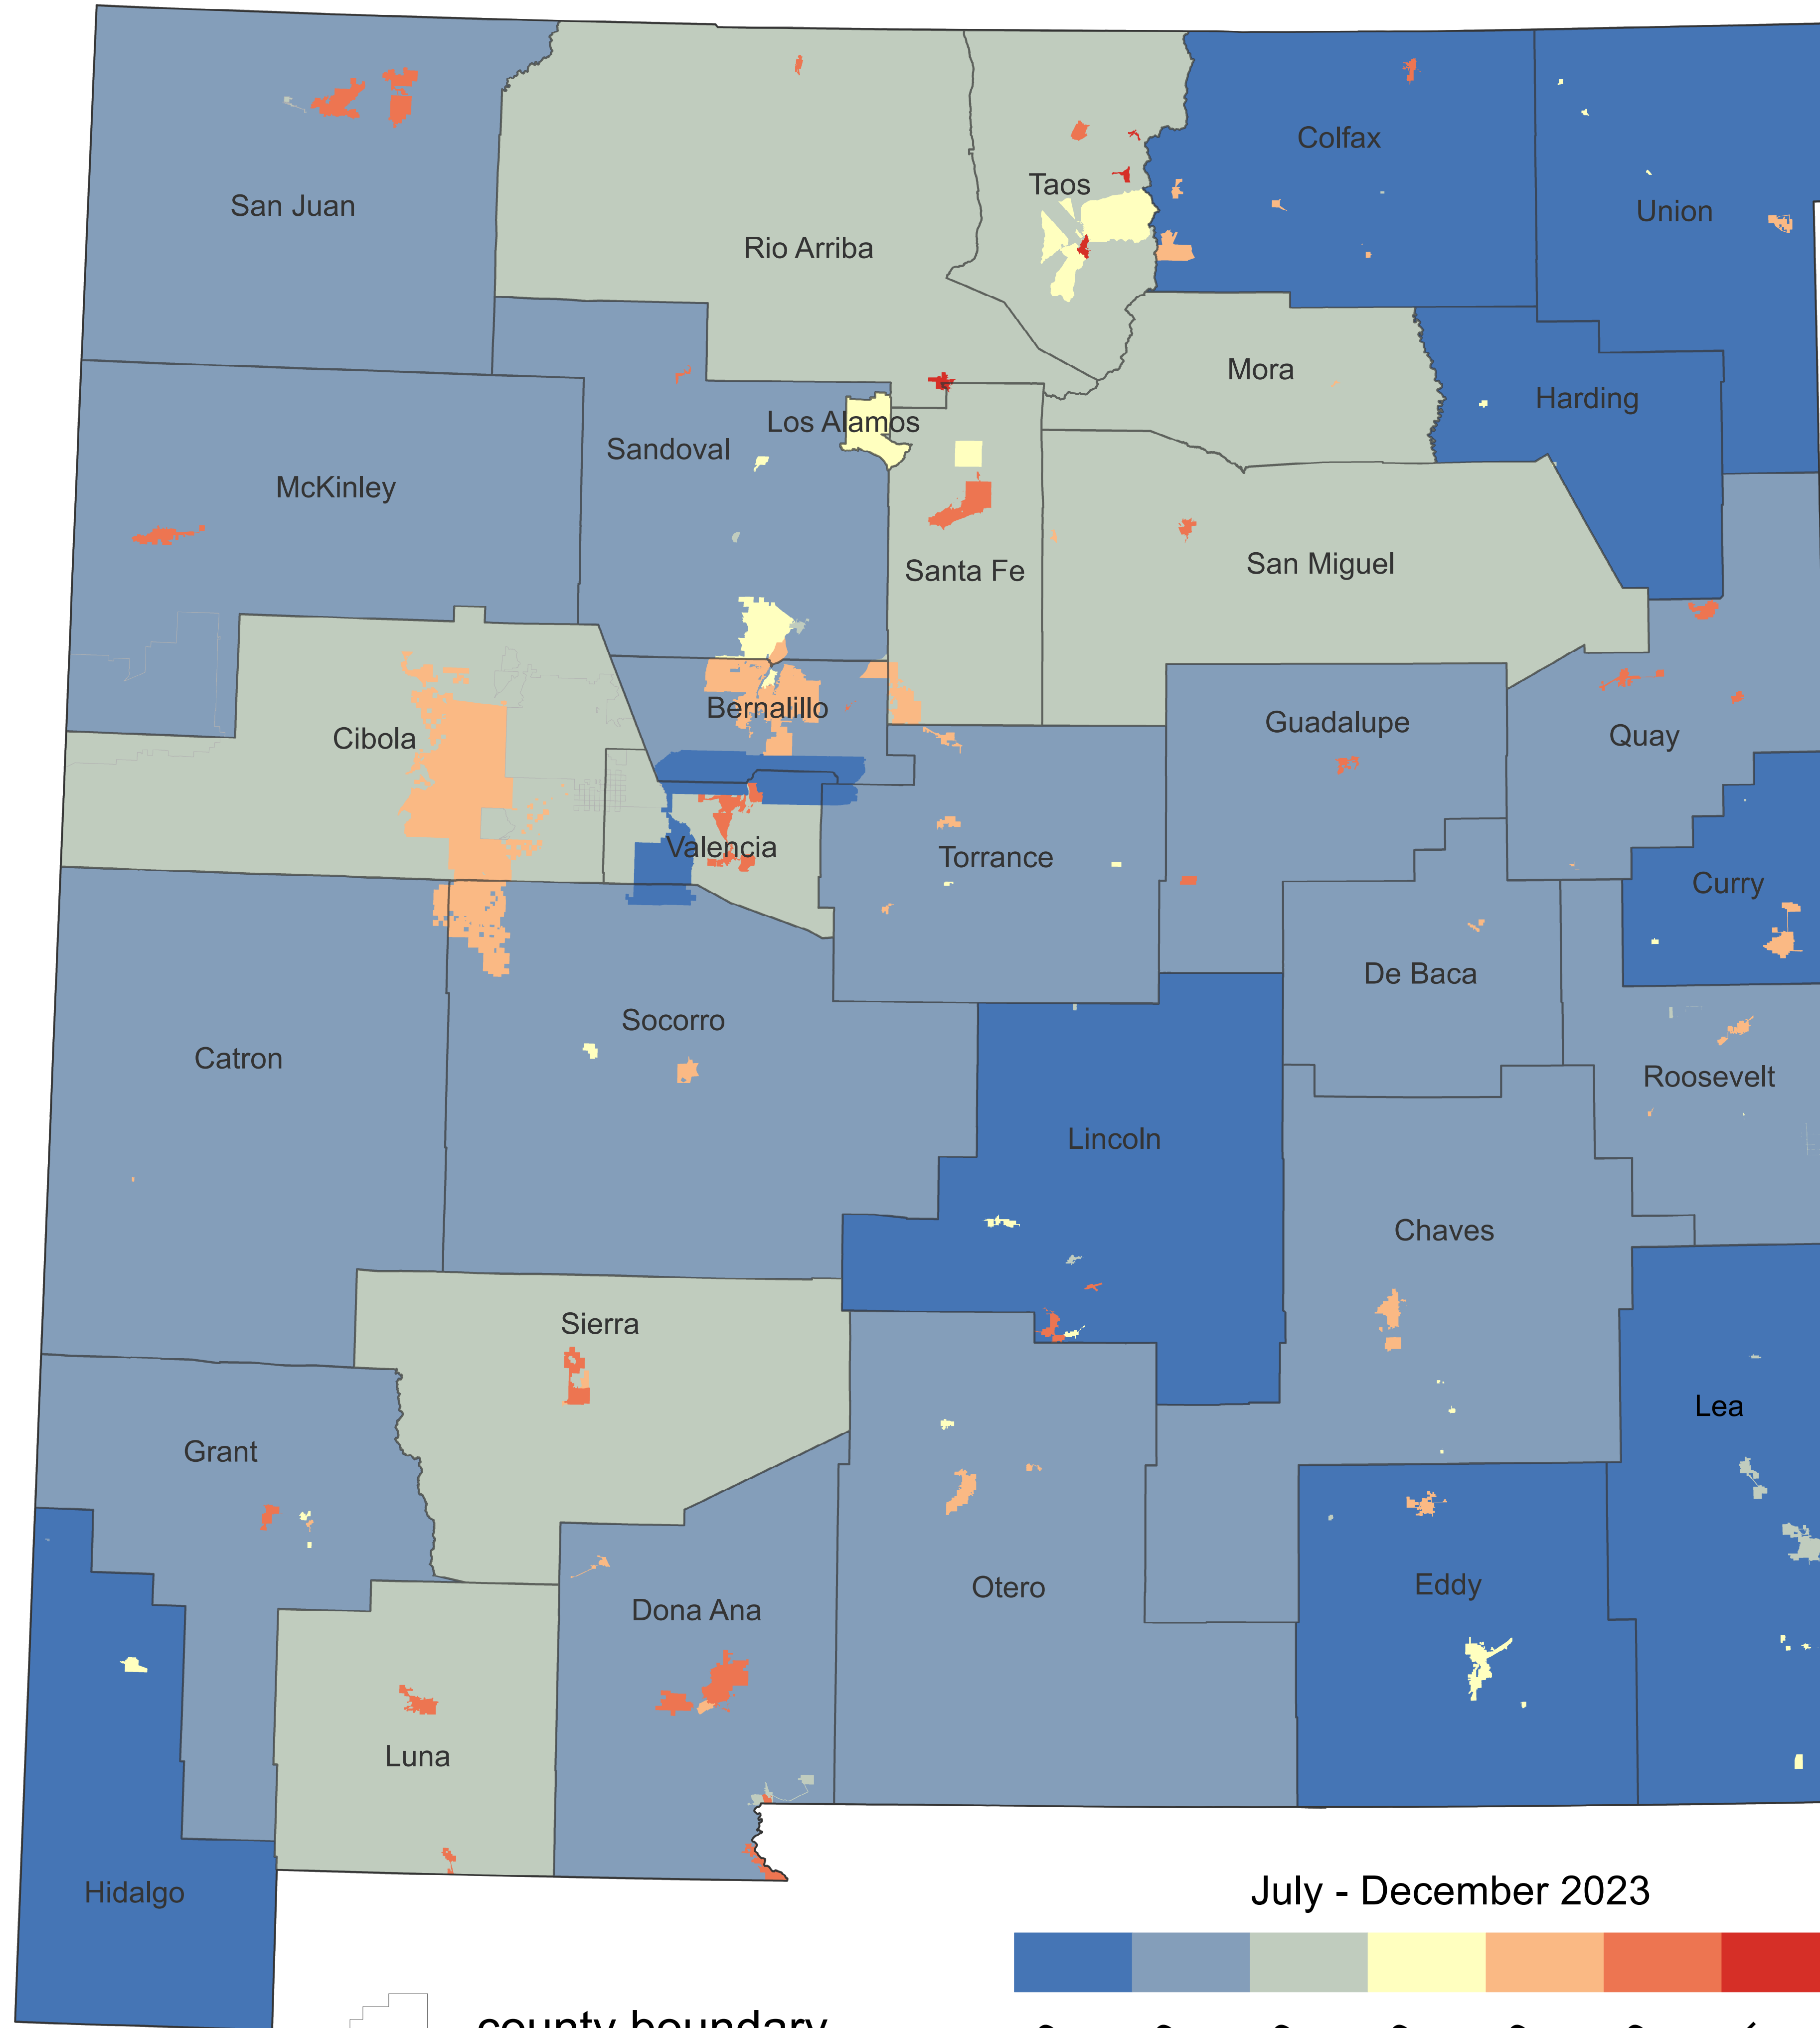 Colfax
Taos
San Juan
Union
Rio Arriba
Mora
Harding
Los Alamos
Sandoval
McKinley
Santa Fe
San Miguel
Bernalillo
Guadalupe
Cibola
Quay
Valencia
Torrance
Curry
De Baca
Socorro
Catron
Roosevelt
Lincoln
Chaves
Sierra
Lea
Grant
Eddy
Otero
Dona Ana
Luna
July - December 2023
Hidalgo
county boundary